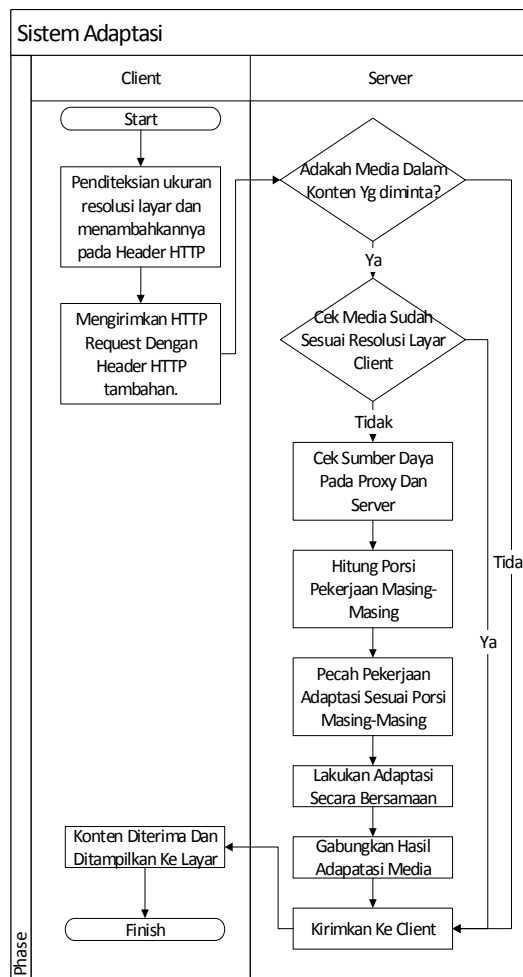 Sistem Adaptasi
Client
Server
Start
Penditeksian ukuran
resolusi layar dan
menambahkannya
pada Header HTTP
Mengirimkan HTTP
Request Dengan
Header HTTP
tambahan.
Adakah Media Dalam
Konten Yg diminta?
Ya
Cek Media Sudah
Sesuai Resolusi Layar
Client
Tidak
Cek Sumber Daya
Pada Proxy Dan
Server
Hitung Porsi
Pekerjaan Masing-
Masing
Tida
Ya
Pecah Pekerjaan
Adaptasi Sesuai Porsi
Masing-Masing
Lakukan Adaptasi
Secara Bersamaan
Gabungkan Hasil
Adapatasi Media
Kirimkan Ke Client
Konten Diterima Dan
Ditampilkan Ke Layar
Finish
Phase